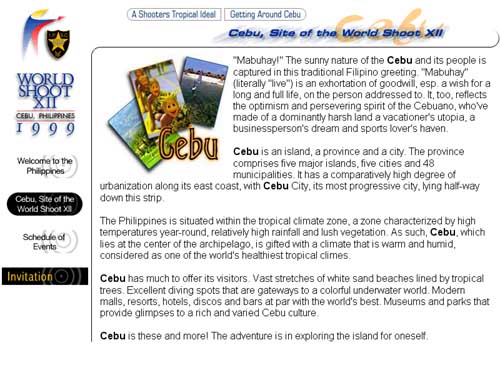 A Shooters Tropical Ideal
Getting Around Cebu
Cebu
Cebu, Site of the World Shoot XII
WORLD
SHOOT
XII
CEBU, PHILIPPINES
1999
Welcome to the
Philippines
Cebu, Site of the
World Shoot XII
Schedule of
Events
Invitation
Cebu
"Mabuhay!" The sunny nature of the Cebu and its people is
captured in this traditional Filipino greeting. "Mabuhay"
(literally "live") is an exhortation of goodwill, esp. a wish for a
long and full life, on the person addressed to. It, too, reflects
the optimism and persevering spirit of the Cebuano, who've
made of a dominantly harsh land a vacationer's utopia, a
businessperson's dream and sports lover's haven.
Cebu is an island, a province and a city. The province
comprises five major islands, five cities and 48
municipalities. It has a comparatively high degree of
urbanization along its east coast, with Cebu City, its most progressive city, lying half-way
down this strip.
The Philippines is situated within the tropical climate zone, a zone characterized by high
temperatures year-round, relatively high rainfall and lush vegetation. As such, Cebu, which
lies at the center of the archipelago, is gifted with a climate that is warm and humid,
considered as one of the world's healthiest tropical climes.
Cebu has much to offer its visitors. Vast stretches of white sand beaches lined by tropical
trees. Excellent diving spots that are gateways to a colorful underwater world. Modern
malls, resorts, hotels, discos and bars at par with the world's best. Museums and parks that
provide glimpses to a rich and varied Cebu culture.
Cebu is these and more! The adventure is in exploring the island for oneself.